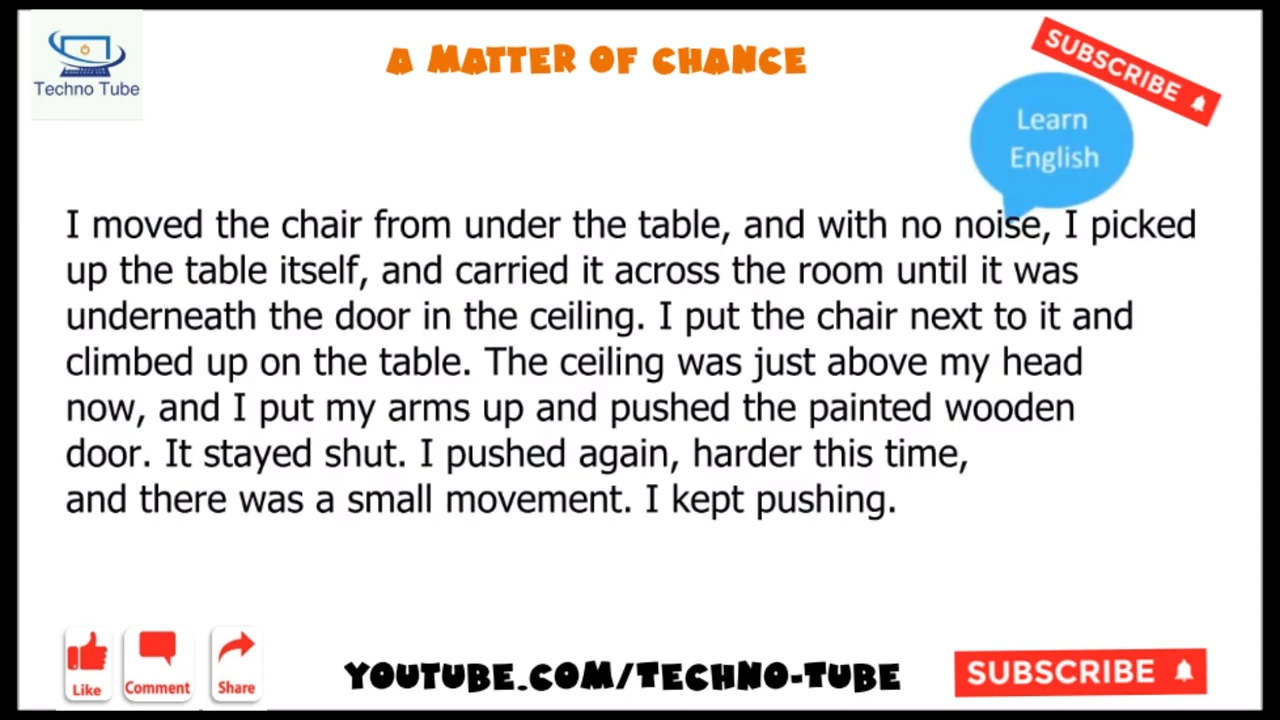 Techno Tube
A MATTER OF CHANCE
SUBSCRIBE
Learn
English
I moved the chair from under the table, and with no noise, I picked
up the table itself, and carried it across the room until it was
underneath the door in the ceiling. I put the chair next to it and
climbed up on the table. The ceiling was just above my head
now, and I put my arms up and pushed the painted wooden
door. It stayed shut. I pushed again, harder this time,
and there was a small movement. I kept pushing.
Like
Comment
Share
YOUTUBE.COM/TECHNO-TUBE
SUBSCRIBE